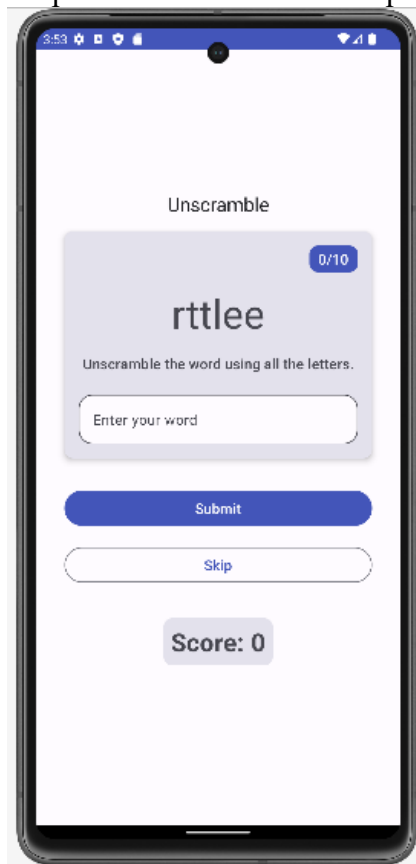 3:53
Unscramble
0/10
rttlee
Unscramble the word using all the letters.
Enter your word
Submit
Skip
Score: 0